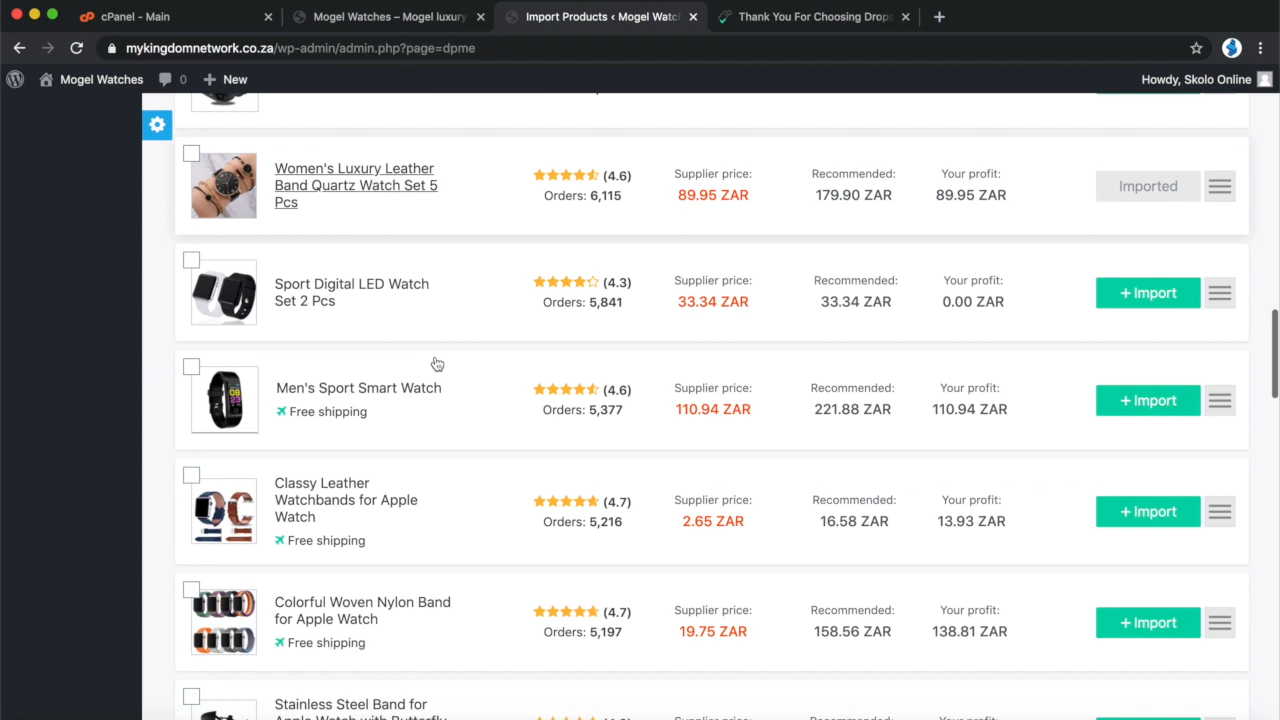 cPanel - Main
Mogel Watches – Mogel luxury
Import Products ‹ Mogel Watch
Thank You For Choosing Drops
mykingdomnetwork.co.za/wp-admin/admin.php?page=dpme
Mogel Watches
0
New
Howdy, Skolo Online
Women's Luxury Leather
Band Quartz Watch Set 5
Pcs
(4.6)
Orders: 6,115
Supplier price:
89.95 ZAR
Recommended:
179.90 ZAR
Your profit:
89.95 ZAR
Imported
Sport Digital LED Watch
Set 2 Pcs
(4.3)
Orders: 5,841
Supplier price:
33.34 ZAR
Recommended:
33.34 ZAR
Your profit:
0.00 ZAR
+ Import
Men's Sport Smart Watch
Free shipping
(4.6)
Orders: 5,377
Supplier price:
110.94 ZAR
Recommended:
221.88 ZAR
Your profit:
110.94 ZAR
+ Import
Classy Leather
Watchbands for Apple
Watch
Free shipping
(4.7)
Orders: 5,216
Supplier price:
2.65 ZAR
Recommended:
16.58 ZAR
Your profit:
13.93 ZAR
+ Import
Colorful Woven Nylon Band
for Apple Watch
Free shipping
(4.7)
Orders: 5,197
Supplier price:
19.75 ZAR
Recommended:
158.56 ZAR
Your profit:
138.81 ZAR
+ Import
Stainless Steel Band for
Apple Watch with Butterfly